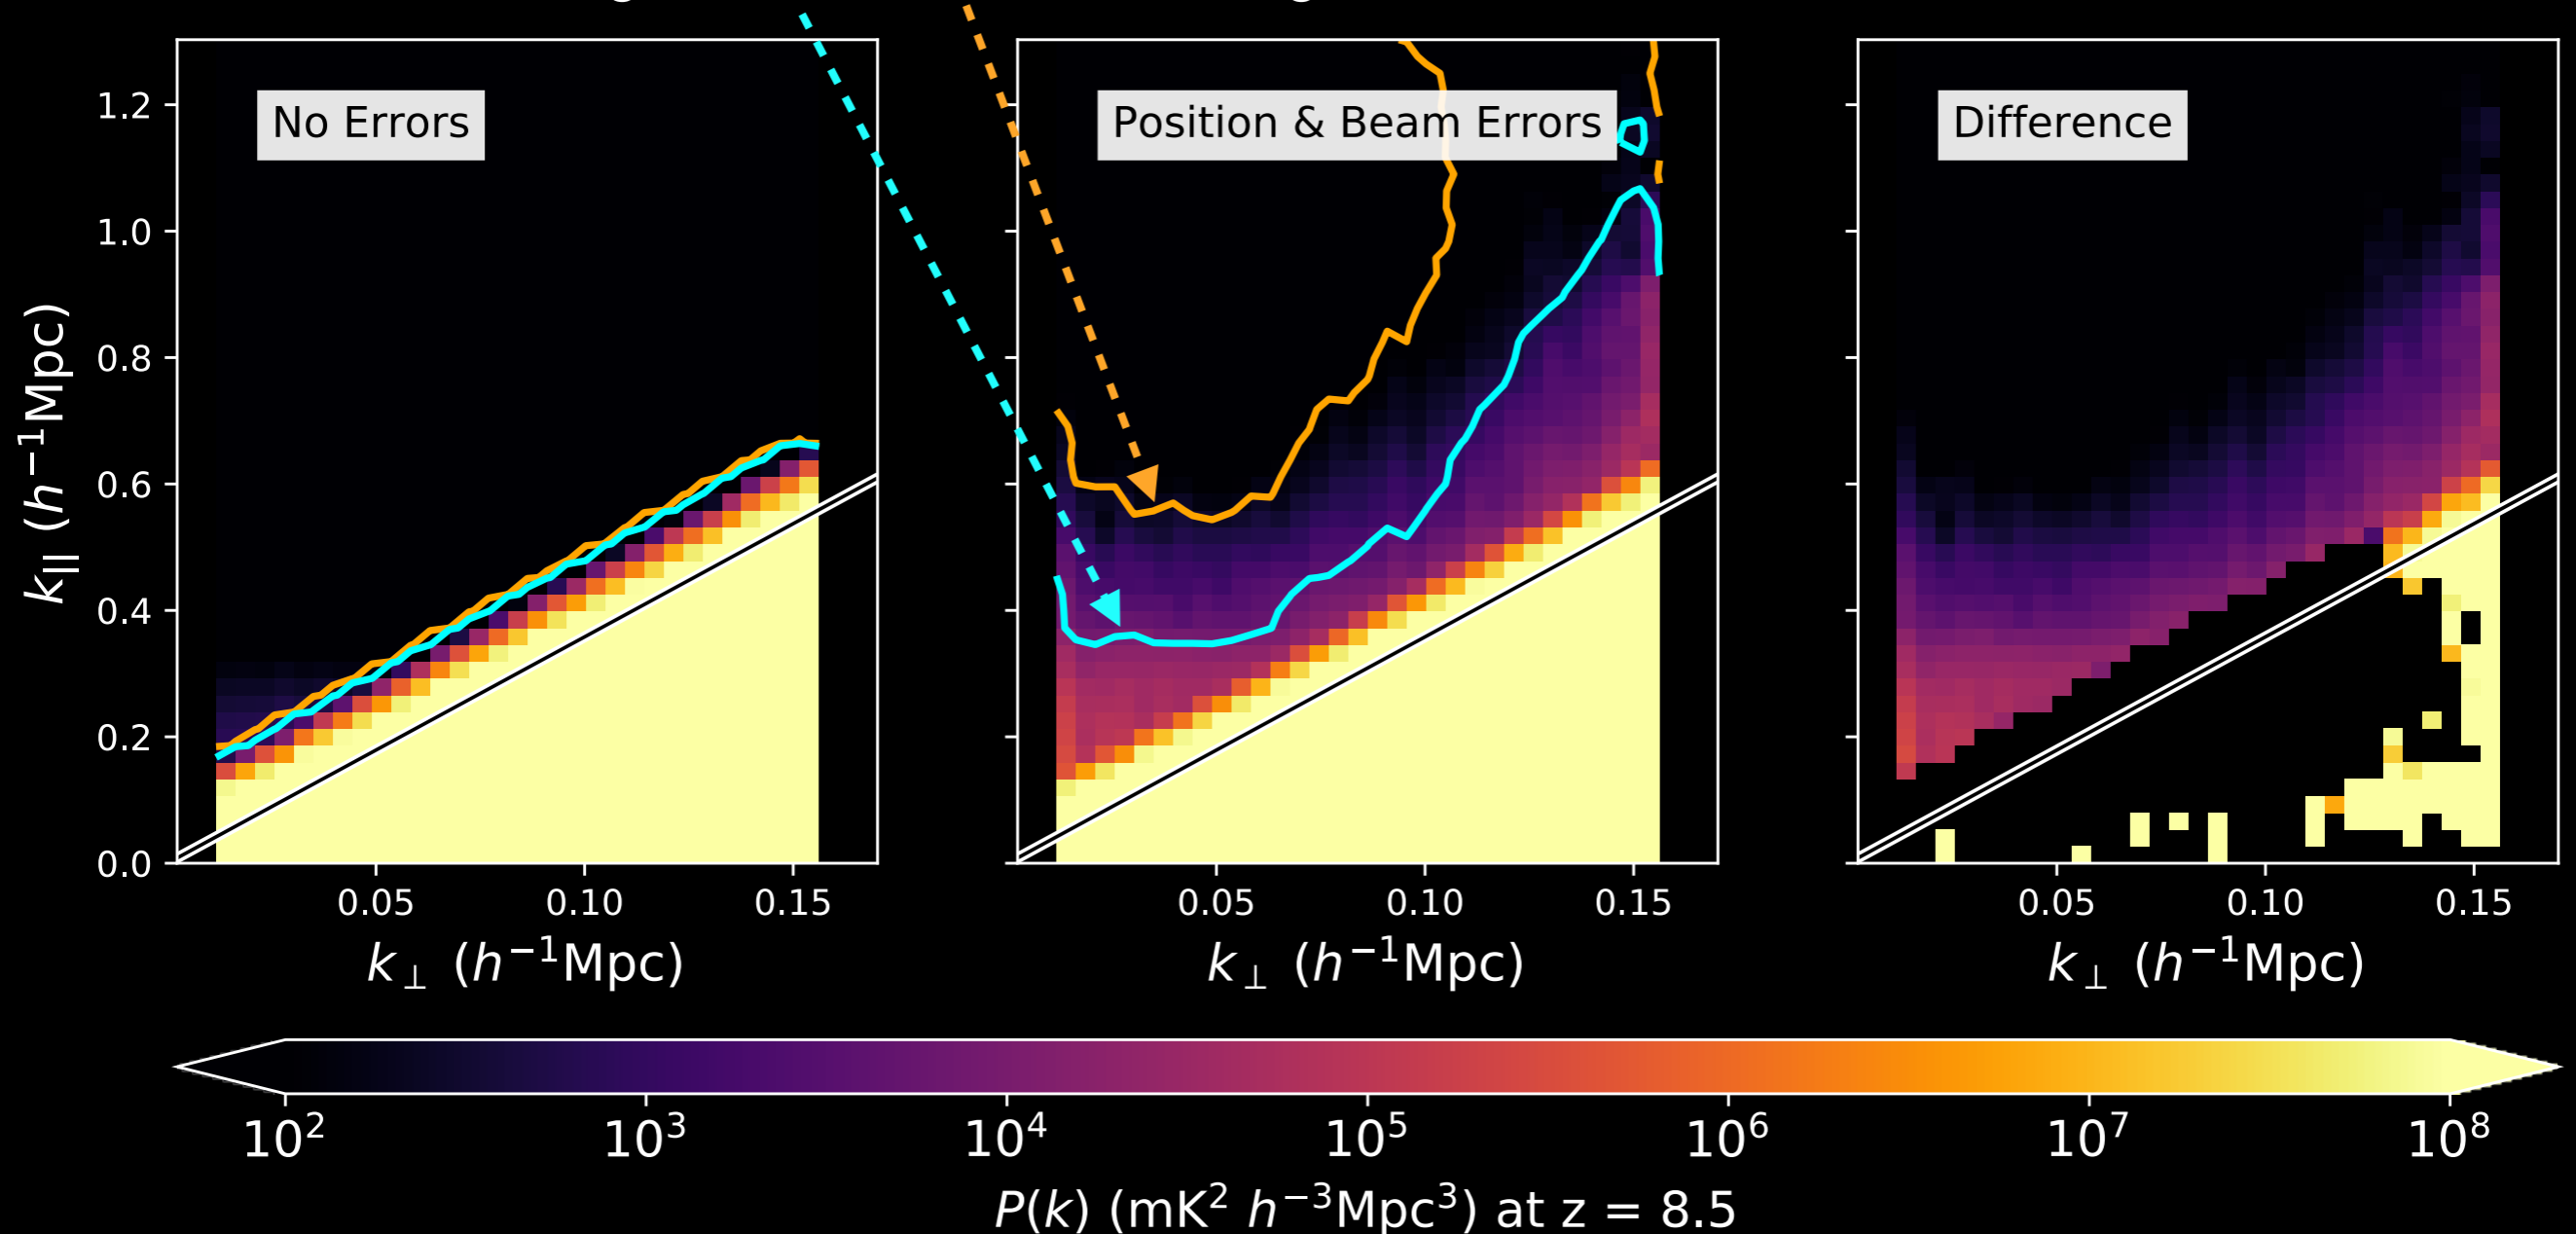 No Errors
Position & Beam Errors
Difference
k∥ (h⁻¹Mpc)
1.2
1.0
0.8
0.6
0.4
0.2
0.0
0.05 0.10 0.15
0.05 0.10 0.15
0.05 0.10 0.15
k⊥ (h⁻¹Mpc)
k⊥ (h⁻¹Mpc)
k⊥ (h⁻¹Mpc)
10² 10³ 10⁴ 10⁵ 10⁶ 10⁷ 10⁸
P(k) (mK² h⁻³Mpc³) at z = 8.5